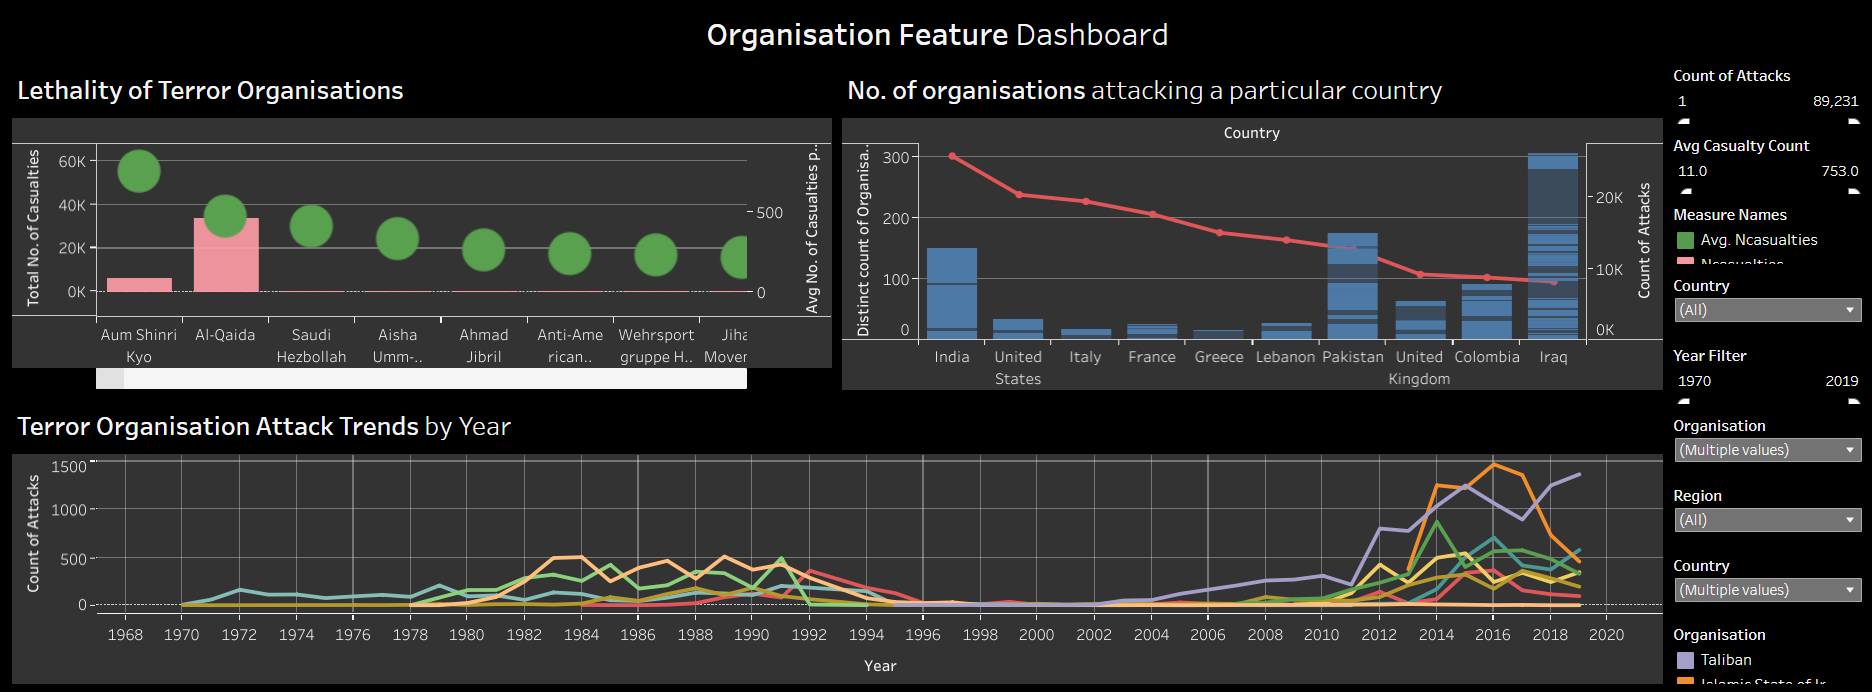 Organisation Feature Dashboard
Lethality of Terror Organisations
Total No. of Casualties
60K
40K
20K
0K
500
0
Avg No. of Casualties p..
Aum Shinri Kyo
Al-Qaida
Saudi Hezbollah
Aisha Umm-..
Ahmad Jibril
Anti-Ame rican..
Wehrsport gruppe H..
Jiha Mover
No. of organisations attacking a particular country
Country
Distinct count of Organisa..
300
200
100
0
20K
10K
0K
Count of Attacks
India
United States
Italy
France
Greece
Lebanon
Pakistan
United Kingdom
Colombia
Iraq
Terror Organisation Attack Trends by Year
Count of Attacks
1500
1000
500
0
1968 1970 1972 1974 1976 1978 1980 1982 1984 1986 1988 1990 1992 1994 1996 1998 2000 2002 2004 2006 2008 2010 2012 2014 2016 2018 2020
Year
Count of Attacks
1 89,231
Avg Casualty Count
11.0 753.0
Measure Names
Avg. Ncasualties
Ncasualties
Country
(All)
Year Filter
1970 2019
Organisation
(Multiple values)
Region
(All)
Country
(Multiple values)
Organisation
Taliban
Islamic State of Ir